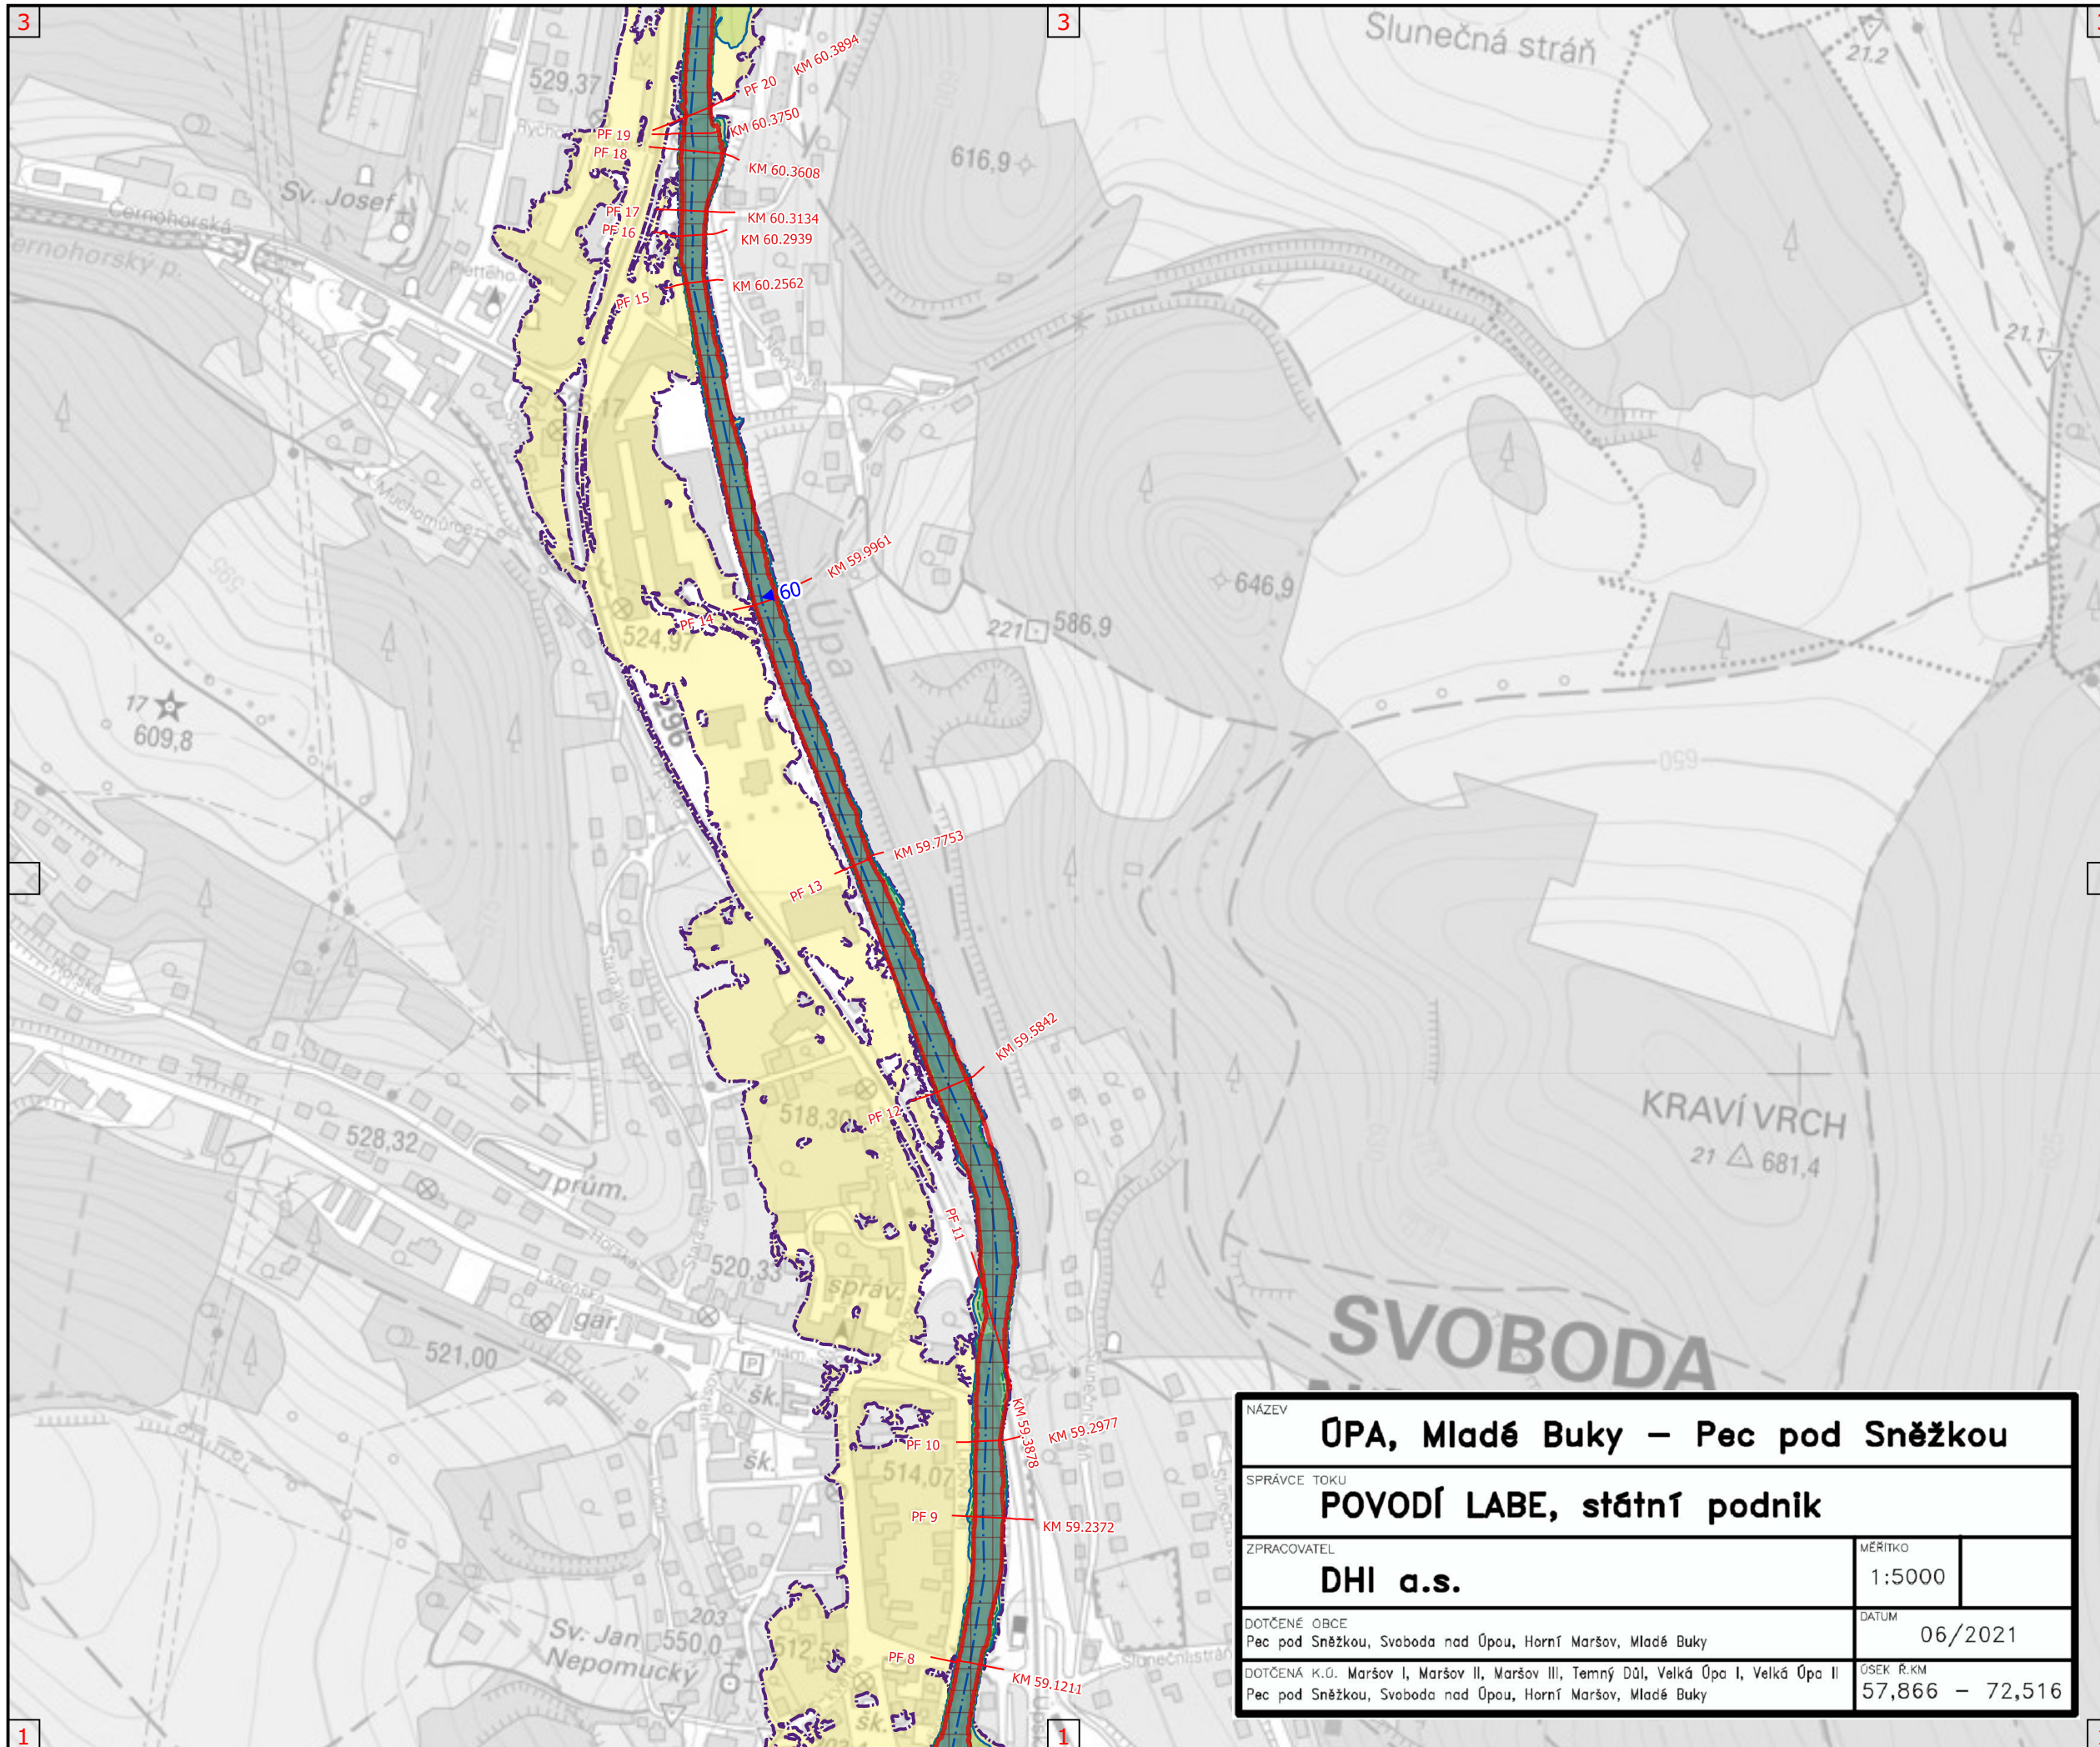 3
3
Slunečná stráň
21.2
KM 60.3894
PF 20
529,37
KM 60.3750
PF 19
PF 18
616,9
KM 60.3608
Sv. Josef
Černohorská
PF 17
KM 60.3134
PF 16
KM 60.2939
ernohorský p.
KM 60.2562
PF 15
21.1
K Muchomůrce
595
KM 59.9961
60
646,9
PF 14
524,97
Úpa
221
586,9
17
609,8
296
650
KM 59.7753
PF 13
KM 59.5842
KRAVÍ VRCH
21
681,4
PF 12
518,30
528,32
prům.
Horská
PF 11
520,33
správ.
Lázeňská
gar.
521,00
P
SVOBODA
šk.
KM 59.3878
KM 59.2977
PF 10
šk.
514,07
PF 9
KM 59.2372
203
Sv. Jan
550,0
Nepomucký
PF 8
KM 59.1211
Slunečnístráň
šk.
1
1
NÁZEV
ÚPA, Mladé Buky – Pec pod Sněžkou
SPRÁVCE TOKU
POVODÍ LABE, státní podnik
ZPRACOVATEL
DHI a.s.
MĚŘÍTKO
1:5000
DOTČENÉ OBCE
Pec pod Sněžkou, Svoboda nad Úpou, Horní Maršov, Mladé Buky
DATUM
06/2021
DOTČENÁ K.Ú. Maršov I, Maršov II, Maršov III, Temný Důl, Velká Úpa I, Velká Úpa II
Pec pod Sněžkou, Svoboda nad Úpou, Horní Maršov, Mladé Buky
ÚSEK Ř.KM
57,866 – 72,516